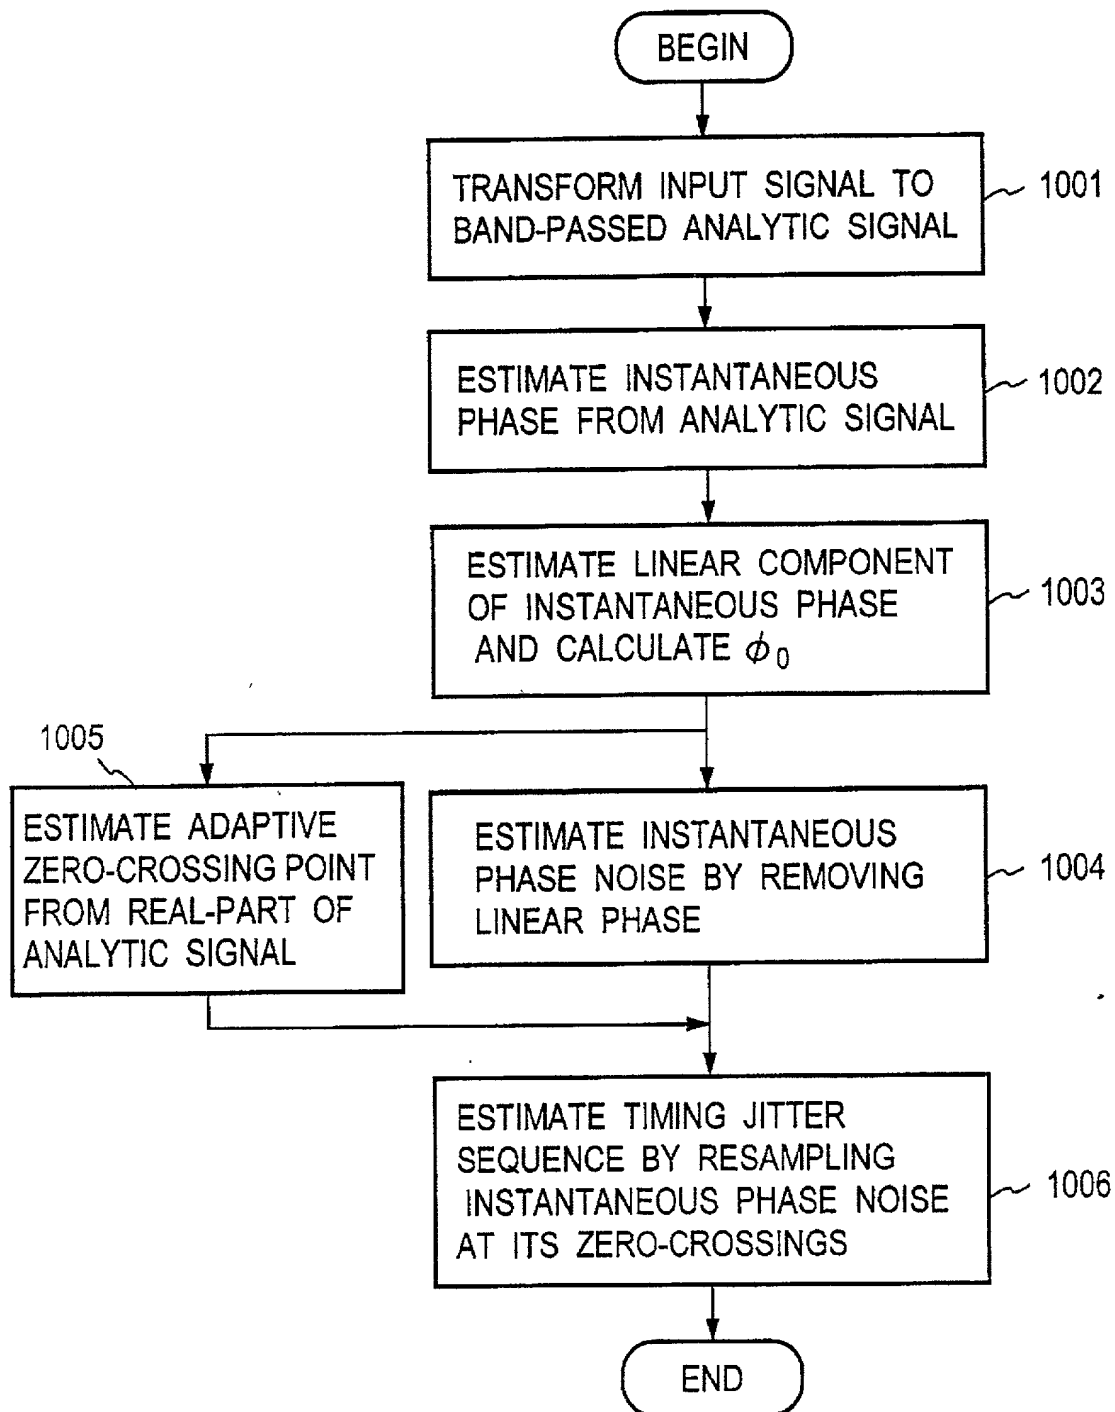 BEGIN
TRANSFORM INPUT SIGNAL TO
BAND-PASSED ANALYTIC SIGNAL
1001
ESTIMATE INSTANTANEOUS
PHASE FROM ANALYTIC SIGNAL
1002
ESTIMATE LINEAR COMPONENT
OF INSTANTANEOUS PHASE
AND CALCULATE ϕ₀
1003
1005
ESTIMATE ADAPTIVE
ZERO-CROSSING POINT
FROM REAL-PART OF
ANALYTIC SIGNAL
ESTIMATE INSTANTANEOUS
PHASE NOISE BY REMOVING
LINEAR PHASE
1004
ESTIMATE TIMING JITTER
SEQUENCE BY RESAMPLING
INSTANTANEOUS PHASE NOISE
AT ITS ZERO-CROSSINGS
1006
END